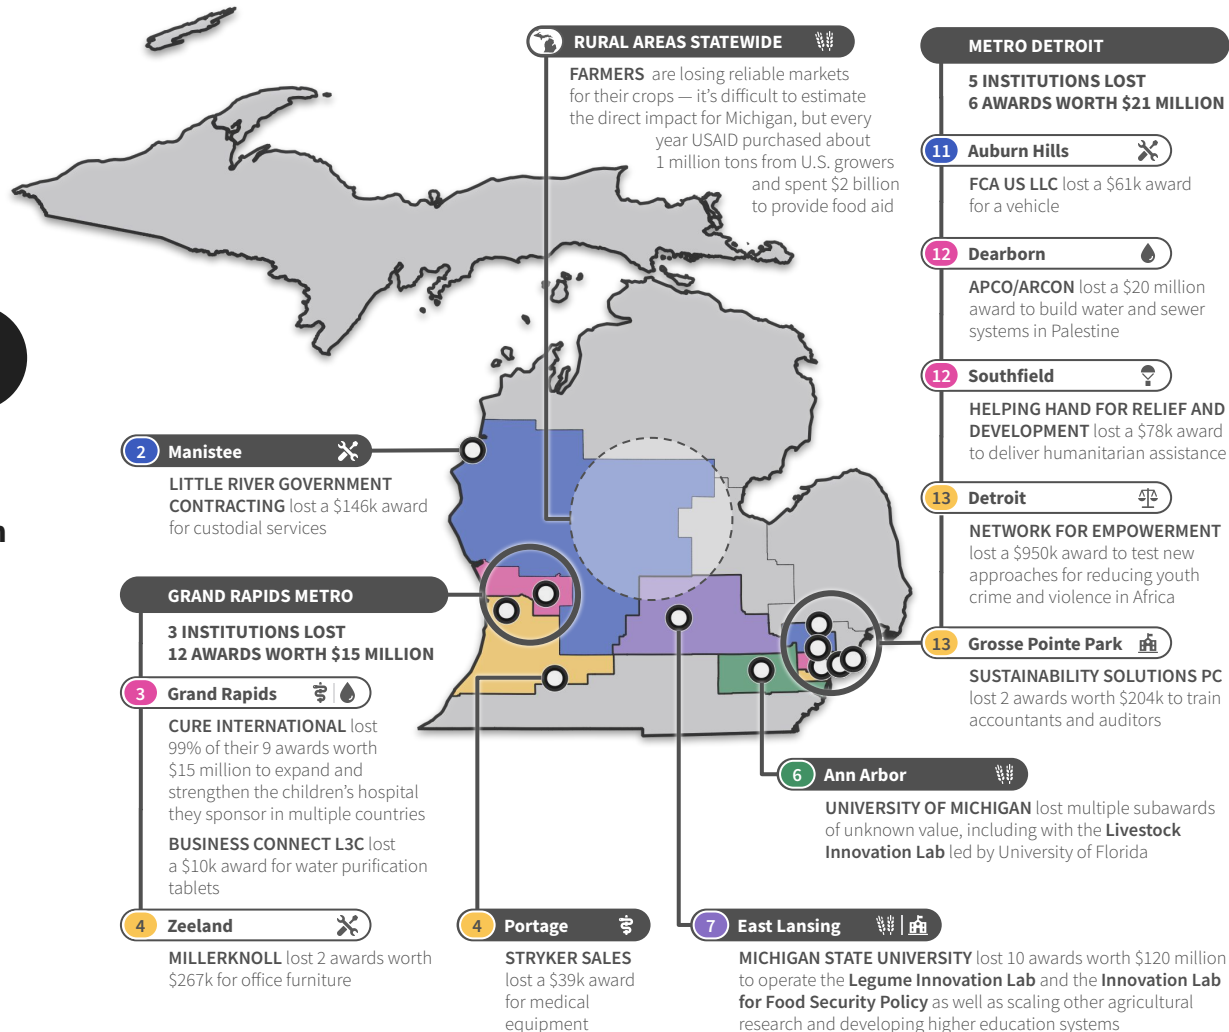 RURAL AREAS STATEWIDE
FARMERS are losing reliable markets
for their crops — it's difficult to estimate
the direct impact for Michigan, but every
year USAID purchased about
1 million tons from U.S. growers
and spent $2 billion
to provide food aid
METRO DETROIT
5 INSTITUTIONS LOST
6 AWARDS WORTH $21 MILLION
11 Auburn Hills
FCA US LLC lost a $61k award
for a vehicle
12 Dearborn
APCO/ARCON lost a $20 million
award to build water and sewer
systems in Palestine
12 Southfield
HELPING HAND FOR RELIEF AND
DEVELOPMENT lost a $78k award
to deliver humanitarian assistance
13 Detroit
NETWORK FOR EMPOWERMENT
lost a $950k award to test new
approaches for reducing youth
crime and violence in Africa
13 Grosse Pointe Park
SUSTAINABILITY SOLUTIONS PC
lost 2 awards worth $204k to train
accountants and auditors
2 Manistee
LITTLE RIVER GOVERNMENT
CONTRACTING lost a $146k award
for custodial services
GRAND RAPIDS METRO
3 INSTITUTIONS LOST
12 AWARDS WORTH $15 MILLION
3 Grand Rapids
CURE INTERNATIONAL lost
99% of their 9 awards worth
$15 million to expand and
strengthen the children's hospital
they sponsor in multiple countries
BUSINESS CONNECT L3C lost
a $10k award for water purification
tablets
4 Zeeland
MILLERKNOLL lost 2 awards worth
$267k for office furniture
4 Portage
STRYKER SALES
lost a $39k award
for medical
equipment
6 Ann Arbor
UNIVERSITY OF MICHIGAN lost multiple subawards
of unknown value, including with the Livestock
Innovation Lab led by University of Florida
7 East Lansing
MICHIGAN STATE UNIVERSITY lost 10 awards worth $120 million
to operate the Legume Innovation Lab and the Innovation Lab
for Food Security Policy as well as scaling other agricultural
research and developing higher education systems